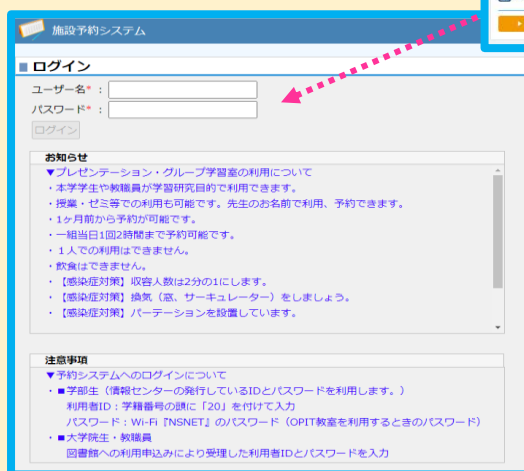 施設予約システム
■ログイン
ユーザー名* :
パスワード* :
ログイン
お知らせ
▼プレゼンテーション・グループ学習室の利用について
・本学学生や教職員が学習研究目的で利用できます。
・授業・ゼミ等での利用も可能です。先生のお名前で利用、予約できます。
・1ヶ月前から予約が可能です。
・一組当日1回2時間まで予約可能です。
・１人での利用はできません。
・飲食はできません。
・【感染症対策】収容人数は2分の1にします。
・【感染症対策】換気（窓、サーキュレーター）をしましょう。
・【感染症対策】パーテーションを設置しています。
注意事項
▼予約システムへのログインについて
・■学部生（情報センターの発行しているIDとパスワードを利用します。）
利用者ID：学籍番号の頭に「20」を付けて入力
パスワード：Wi-Fi『NSNET』のパスワード（OPIT教室を利用するときのパスワード）
・■大学院生・教職員
図書館への利用申込みにより受理した利用者IDとパスワードを入力